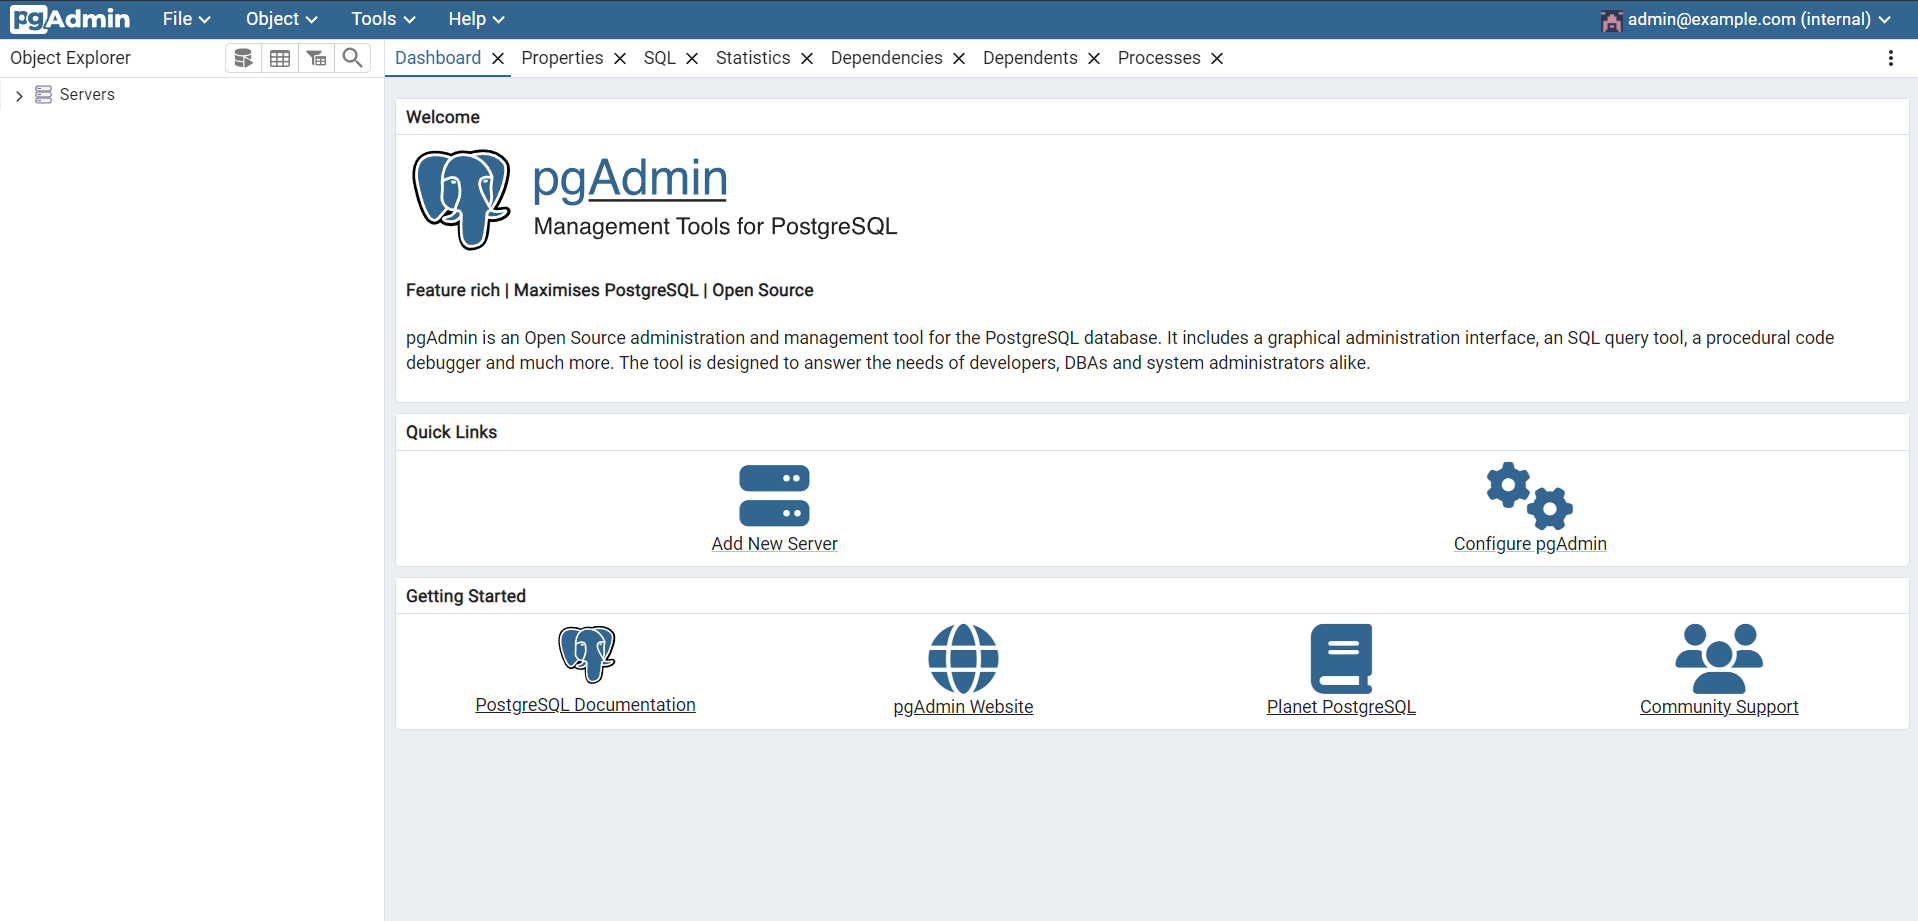 pgAdmin File Object Tools Help admin@example.com (internal)
Object Explorer Dashboard Properties SQL Statistics Dependencies Dependents Processes
Servers
Welcome
pgAdmin
Management Tools for PostgreSQL
Feature rich | Maximises PostgreSQL | Open Source
pgAdmin is an Open Source administration and management tool for the PostgreSQL database. It includes a graphical administration interface, an SQL query tool, a procedural code
debugger and much more. The tool is designed to answer the needs of developers, DBAs and system administrators alike.
Quick Links
Add New Server Configure pgAdmin
Getting Started
PostgreSQL Documentation pgAdmin Website Planet PostgreSQL Community Support